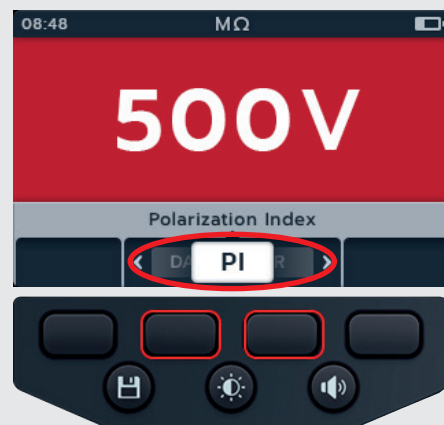 08:48 MΩ
500V
Polarization Index
< PI >